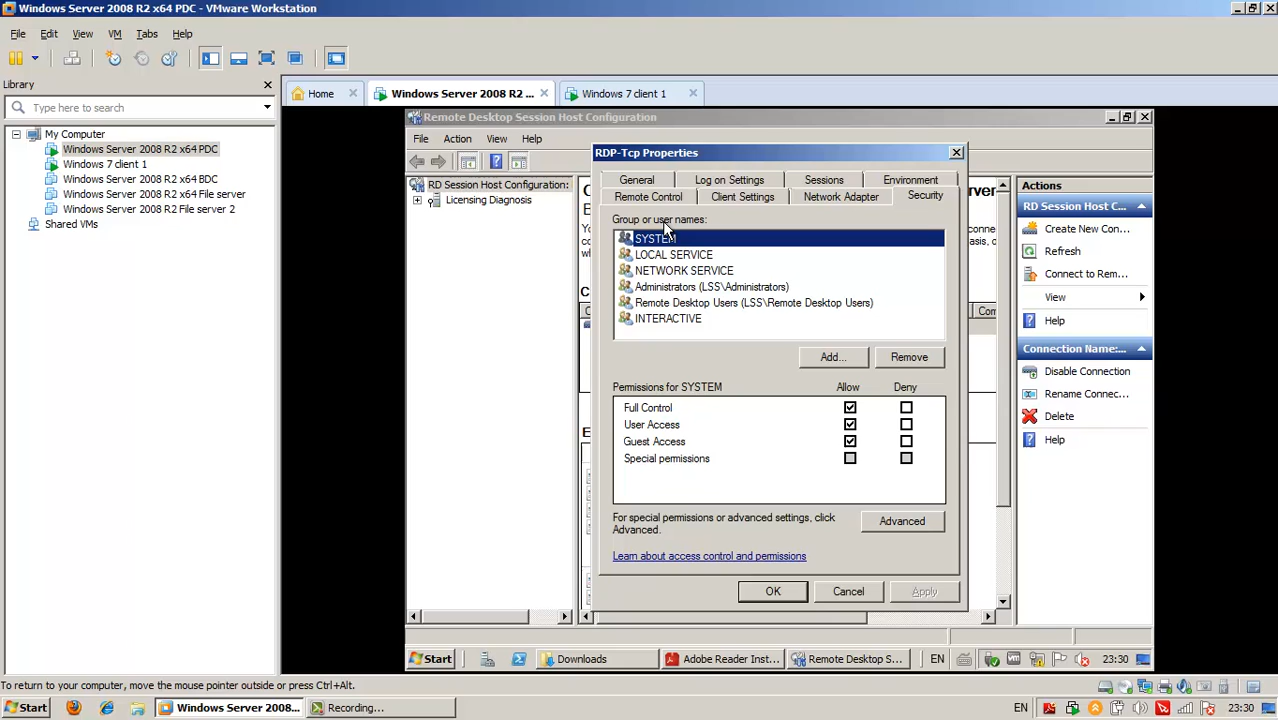 Windows Server 2008 R2 x64 PDC - VMware Workstation
File Edit View VM Tabs Help
Library
Type here to search
My Computer
Windows Server 2008 R2 x64 PDC
Windows 7 client 1
Windows Server 2008 R2 x64 BDC
Windows Server 2008 R2 x64 File server
Windows Server 2008 R2 File server 2
Shared VMs
Home
Windows Server 2008 R2 ...
Windows 7 client 1
Remote Desktop Session Host Configuration
File Action View Help
RD Session Host Configuration:
Licensing Diagnosis
RDP-Tcp Properties
General Log on Settings Sessions Environment
Remote Control Client Settings Network Adapter Security
Group or user names:
SYSTEM
LOCAL SERVICE
NETWORK SERVICE
Administrators (LSS\Administrators)
Remote Desktop Users (LSS\Remote Desktop Users)
INTERACTIVE
Add... Remove
Permissions for SYSTEM Allow Deny
Full Control
User Access
Guest Access
Special permissions
For special permissions or advanced settings, click
Advanced.
Advanced
Learn about access control and permissions
OK Cancel Apply
Actions
RD Session Host C...
Create New Con...
Refresh
Connect to Rem...
View
Help
Connection Name:...
Disable Connection
Rename Connec...
Delete
Help
Start Downloads Adobe Reader Inst... Remote Desktop S... EN 23:30
To return to your computer, move the mouse pointer outside or press Ctrl+Alt.
Start Windows Server 2008... Recording... EN 23:30